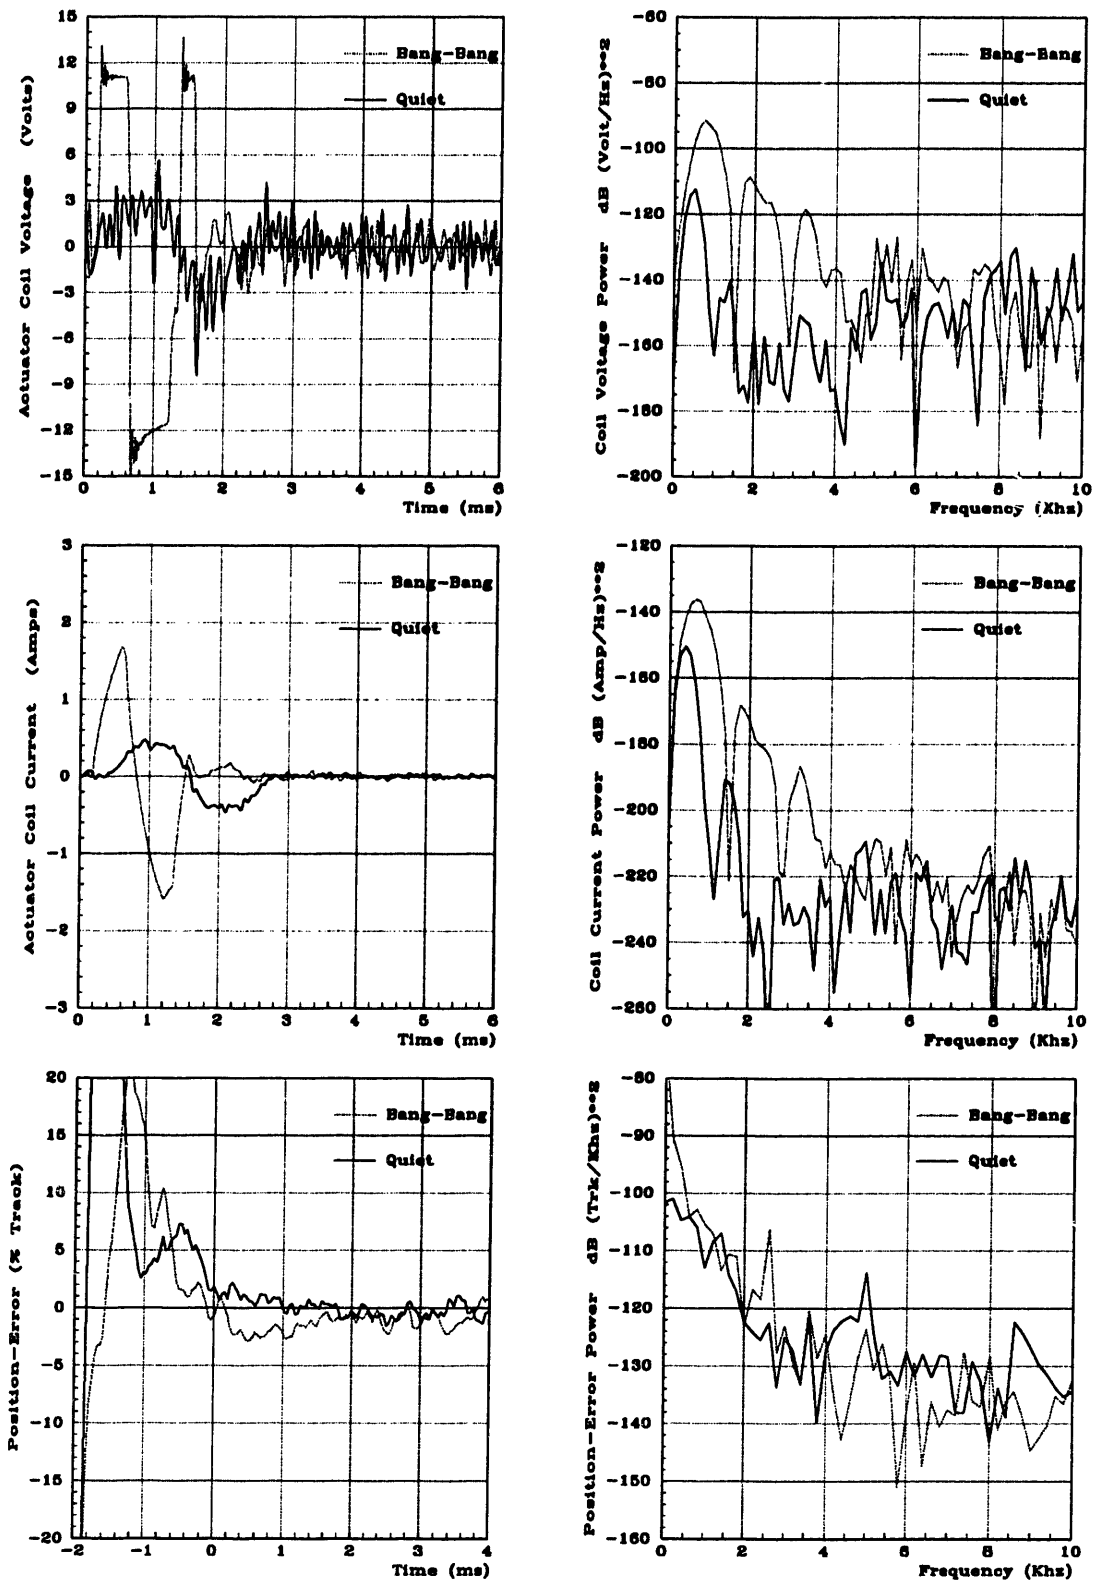 Actuator Coil Voltage (Volts)
15
12
9
6
3
0
-3
-6
-9
-12
-15
Bang-Bang
Quiet
0 1 2 3 4 5 6
Time (ms)
Coil Voltage Power dB (Volt/Hz)**2
-60
-80
-100
-120
-140
-160
-180
-200
Bang-Bang
Quiet
0 2 4 6 8 10
Frequency (Khz)
Actuator Coil Current (Amps)
3
2
1
0
-1
-2
-3
Bang-Bang
Quiet
0 1 2 3 4 5 6
Time (ms)
Coil Current Power dB (Amp/Hz)**2
-120
-140
-160
-180
-200
-220
-240
-260
Bang-Bang
Quiet
0 2 4 6 8 10
Frequency (Khz)
Position-Error (% Track)
20
15
10
5
0
-5
-10
-15
-20
Bang-Bang
Quiet
-2 -1 0 1 2 3 4
Time (ms)
Position-Error Power dB (Trk/Khz)**2
-80
-90
-100
-110
-120
-130
-140
-150
-160
Bang-Bang
Quiet
0 2 4 6 8 10
Frequency (Khz)